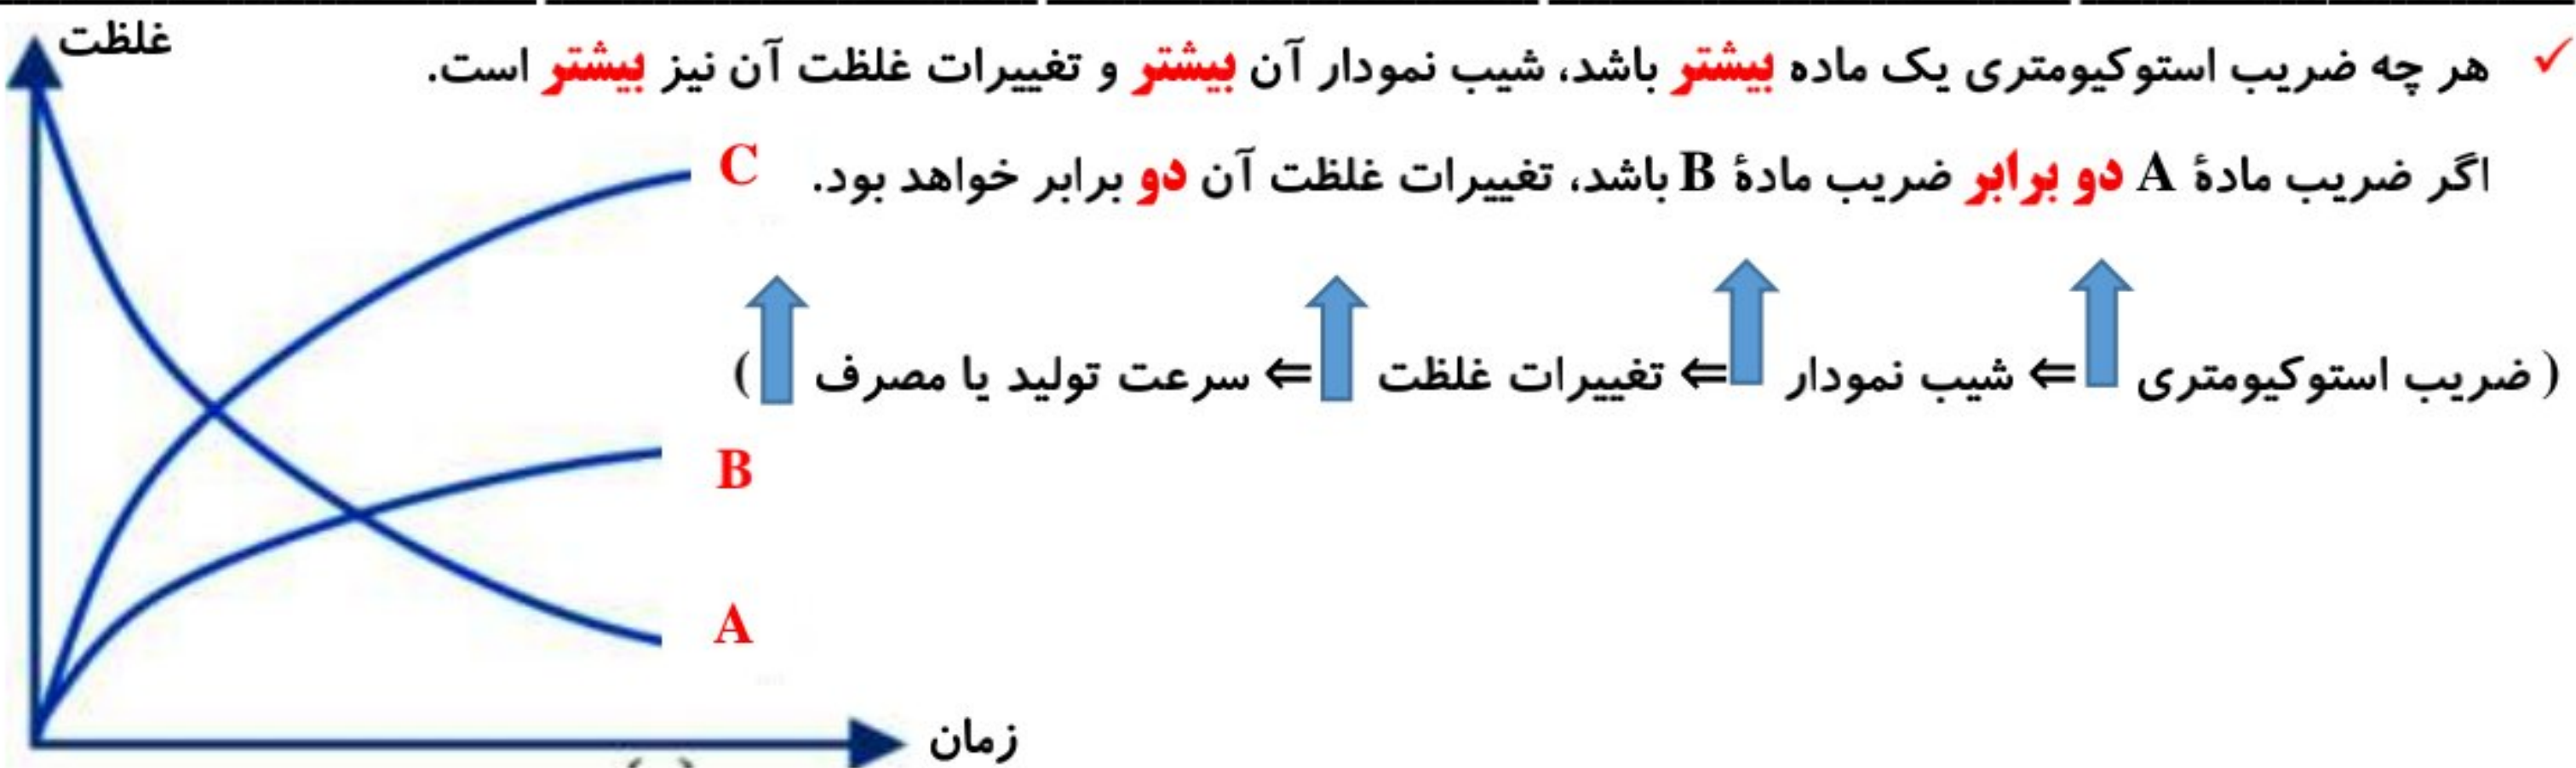 غلظت
✓ هر چه ضریب استوکیومتری یک ماده بیشتر باشد، شیب نمودار آن بیشتر و تغییرات غلظت آن نیز بیشتر است.
اگر ضریب مادهٔ A دو برابر ضریب مادهٔ B باشد، تغییرات غلظت آن دو برابر خواهد بود.
( ضریب استوکیومتری ⇐ شیب نمودار ⇐ تغییرات غلظت ⇐ سرعت تولید یا مصرف )
C
B
A
زمان